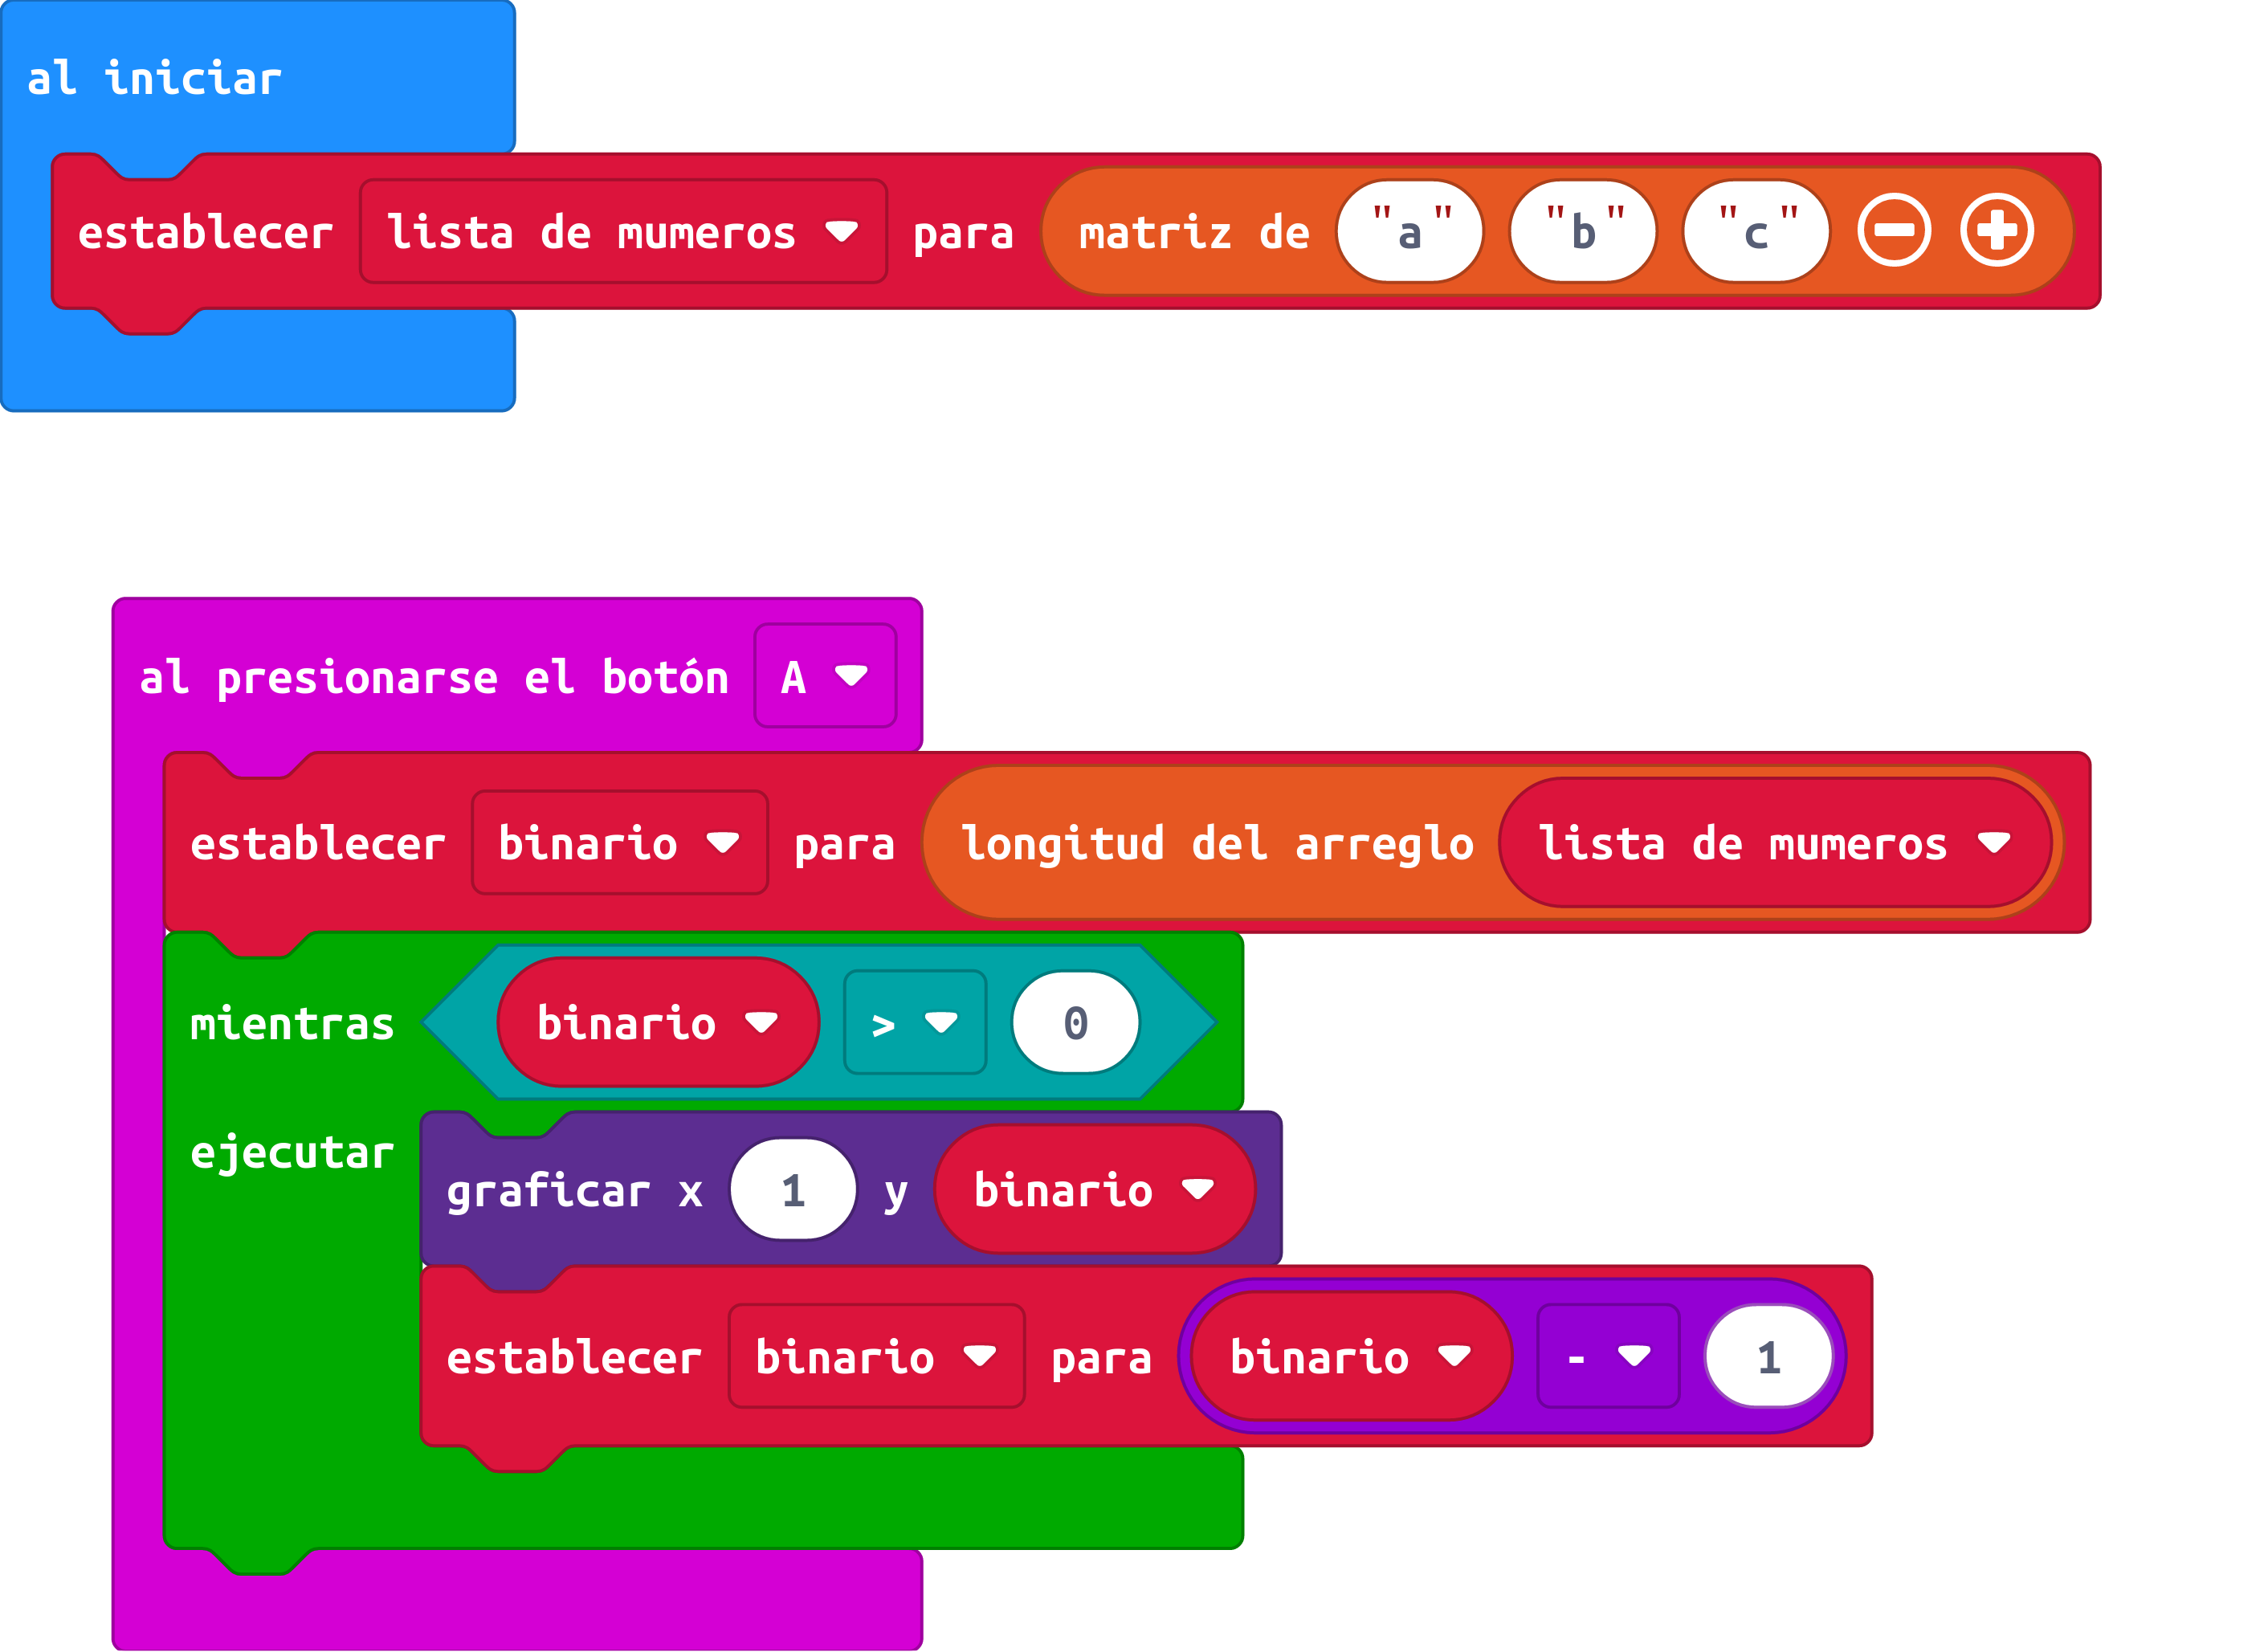 al iniciar
establecer lista de mumeros para matriz de "a" "b" "c"
al presionarse el botón A
establecer binario para longitud del arreglo lista de mumeros
mientras binario > 0
ejecutar
graficar x 1 y binario
establecer binario para binario - 1